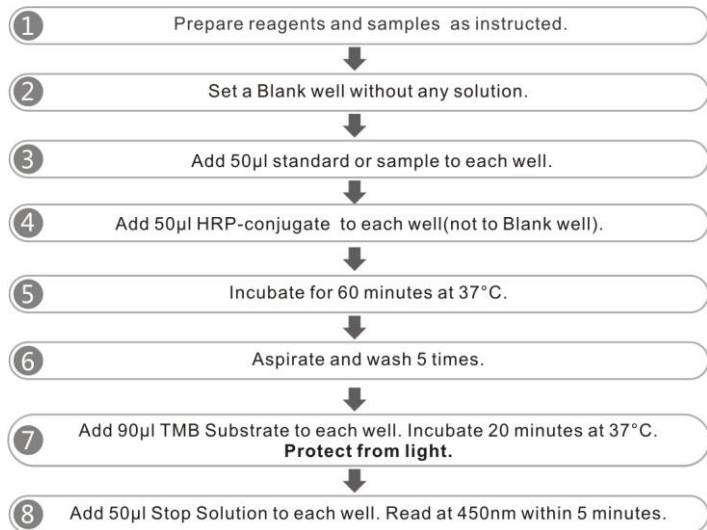 1 Prepare reagents and samples as instructed.
2 Set a Blank well without any solution.
3 Add 50µl standard or sample to each well.
4 Add 50µl HRP-conjugate to each well(not to Blank well).
5 Incubate for 60 minutes at 37°C.
6 Aspirate and wash 5 times.
7 Add 90µl TMB Substrate to each well. Incubate 20 minutes at 37°C.
Protect from light.
8 Add 50µl Stop Solution to each well. Read at 450nm within 5 minutes.